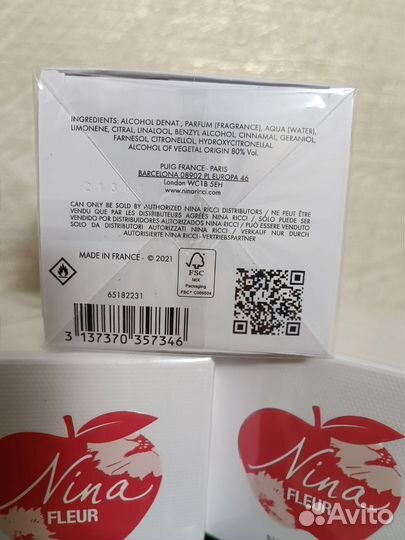 INGREDIENTS: ALCOHOL DENAT., PARFUM (FRAGRANCE), AQUA (WATER),
LIMONENE, CITRAL, LINALOOL, BENZYL ALCOHOL, CINNAMAL, GERANIOL,
FARNESOL, CITRONELLOL, HYDROXYCITRONELLAL.
ALCOHOL OF VEGETAL ORIGIN 80% Vol.
PUIG FRANCE - PARIS
BARCELONA 08902 PL EUROPA 46
London WC1B 5EH
www.ninaricci.com
CAN ONLY BE SOLD BY AUTHORIZED NINA RICCI DISTRIBUTORS / NE PEUT ÊTRE
VENDU QUE PAR LES DISTRIBUTEURS AGRÉÉS NINA RICCI / SÓLO PUEDE SER
VENDIDO POR DISTRIBUIDORES AUTORIZADOS NINA RICCI / PUÒ ESSERE VENDUTO
SOLO DA DISTRIBUTORI AUTORIZZATI NINA RICCI / VERKAUF NUR DURCH
AUTORISIERTE NINA RICCI - VERTRIEBSPARTNER
MADE IN FRANCE - © 2021
FSC
MIX
Packaging
FSC® C065504
65182231
3 137370 357346
Nina
FLEUR
Nina
FLEUR
Avito